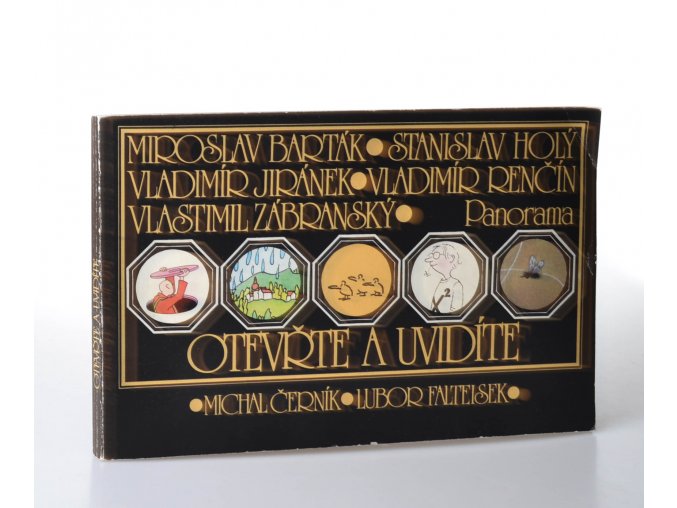 MIROSLAV BARTÁK • STANISLAV HOLÝ
VLADIMÍR JIRÁNEK • VLADIMÍR RENČÍN
VLASTIMIL ZÁBRANSKÝ • Panorama
OTEVŘTE A UVIDÍTE
• MICHAL ČERNÍK • LUBOR FALTEISEK •
OTEVŘTE A UVIDÍTE